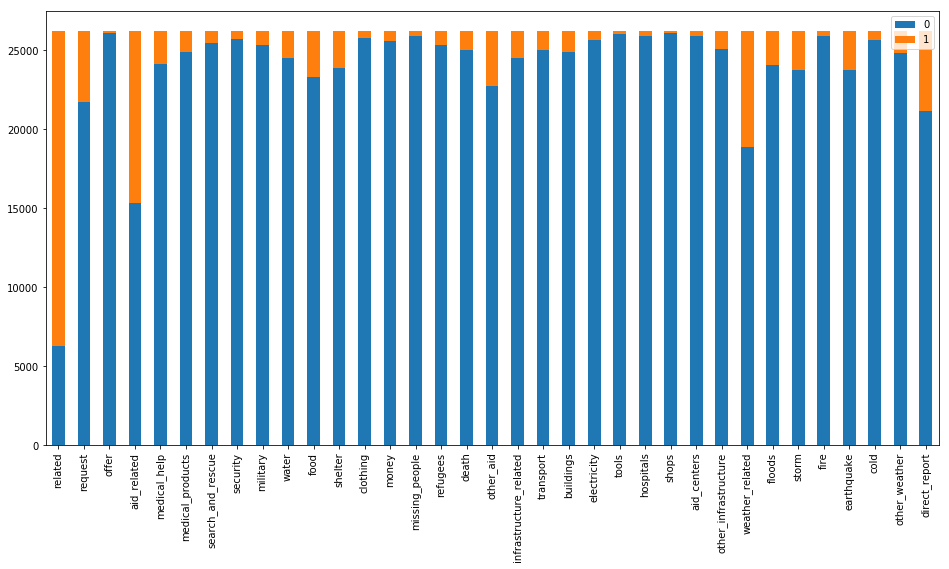 0
1
25000
20000
15000
10000
5000
0
related
request
offer
aid_related
medical_help
medical_products
search_and_rescue
security
military
water
food
shelter
clothing
money
missing_people
refugees
death
other_aid
infrastructure_related
transport
buildings
electricity
tools
hospitals
shops
aid_centers
other_infrastructure
weather_related
floods
storm
fire
earthquake
cold
other_weather
direct_report